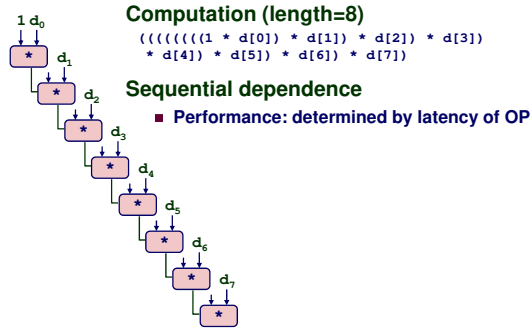 Computation (length=8)
((((((((1 * d[0]) * d[1]) * d[2]) * d[3])
* d[4]) * d[5]) * d[6]) * d[7])
Sequential dependence
■ Performance: determined by latency of OP
1 d₀
*
d₁
*
d₂
*
d₃
*
d₄
*
d₅
*
d₆
*
d₇
*